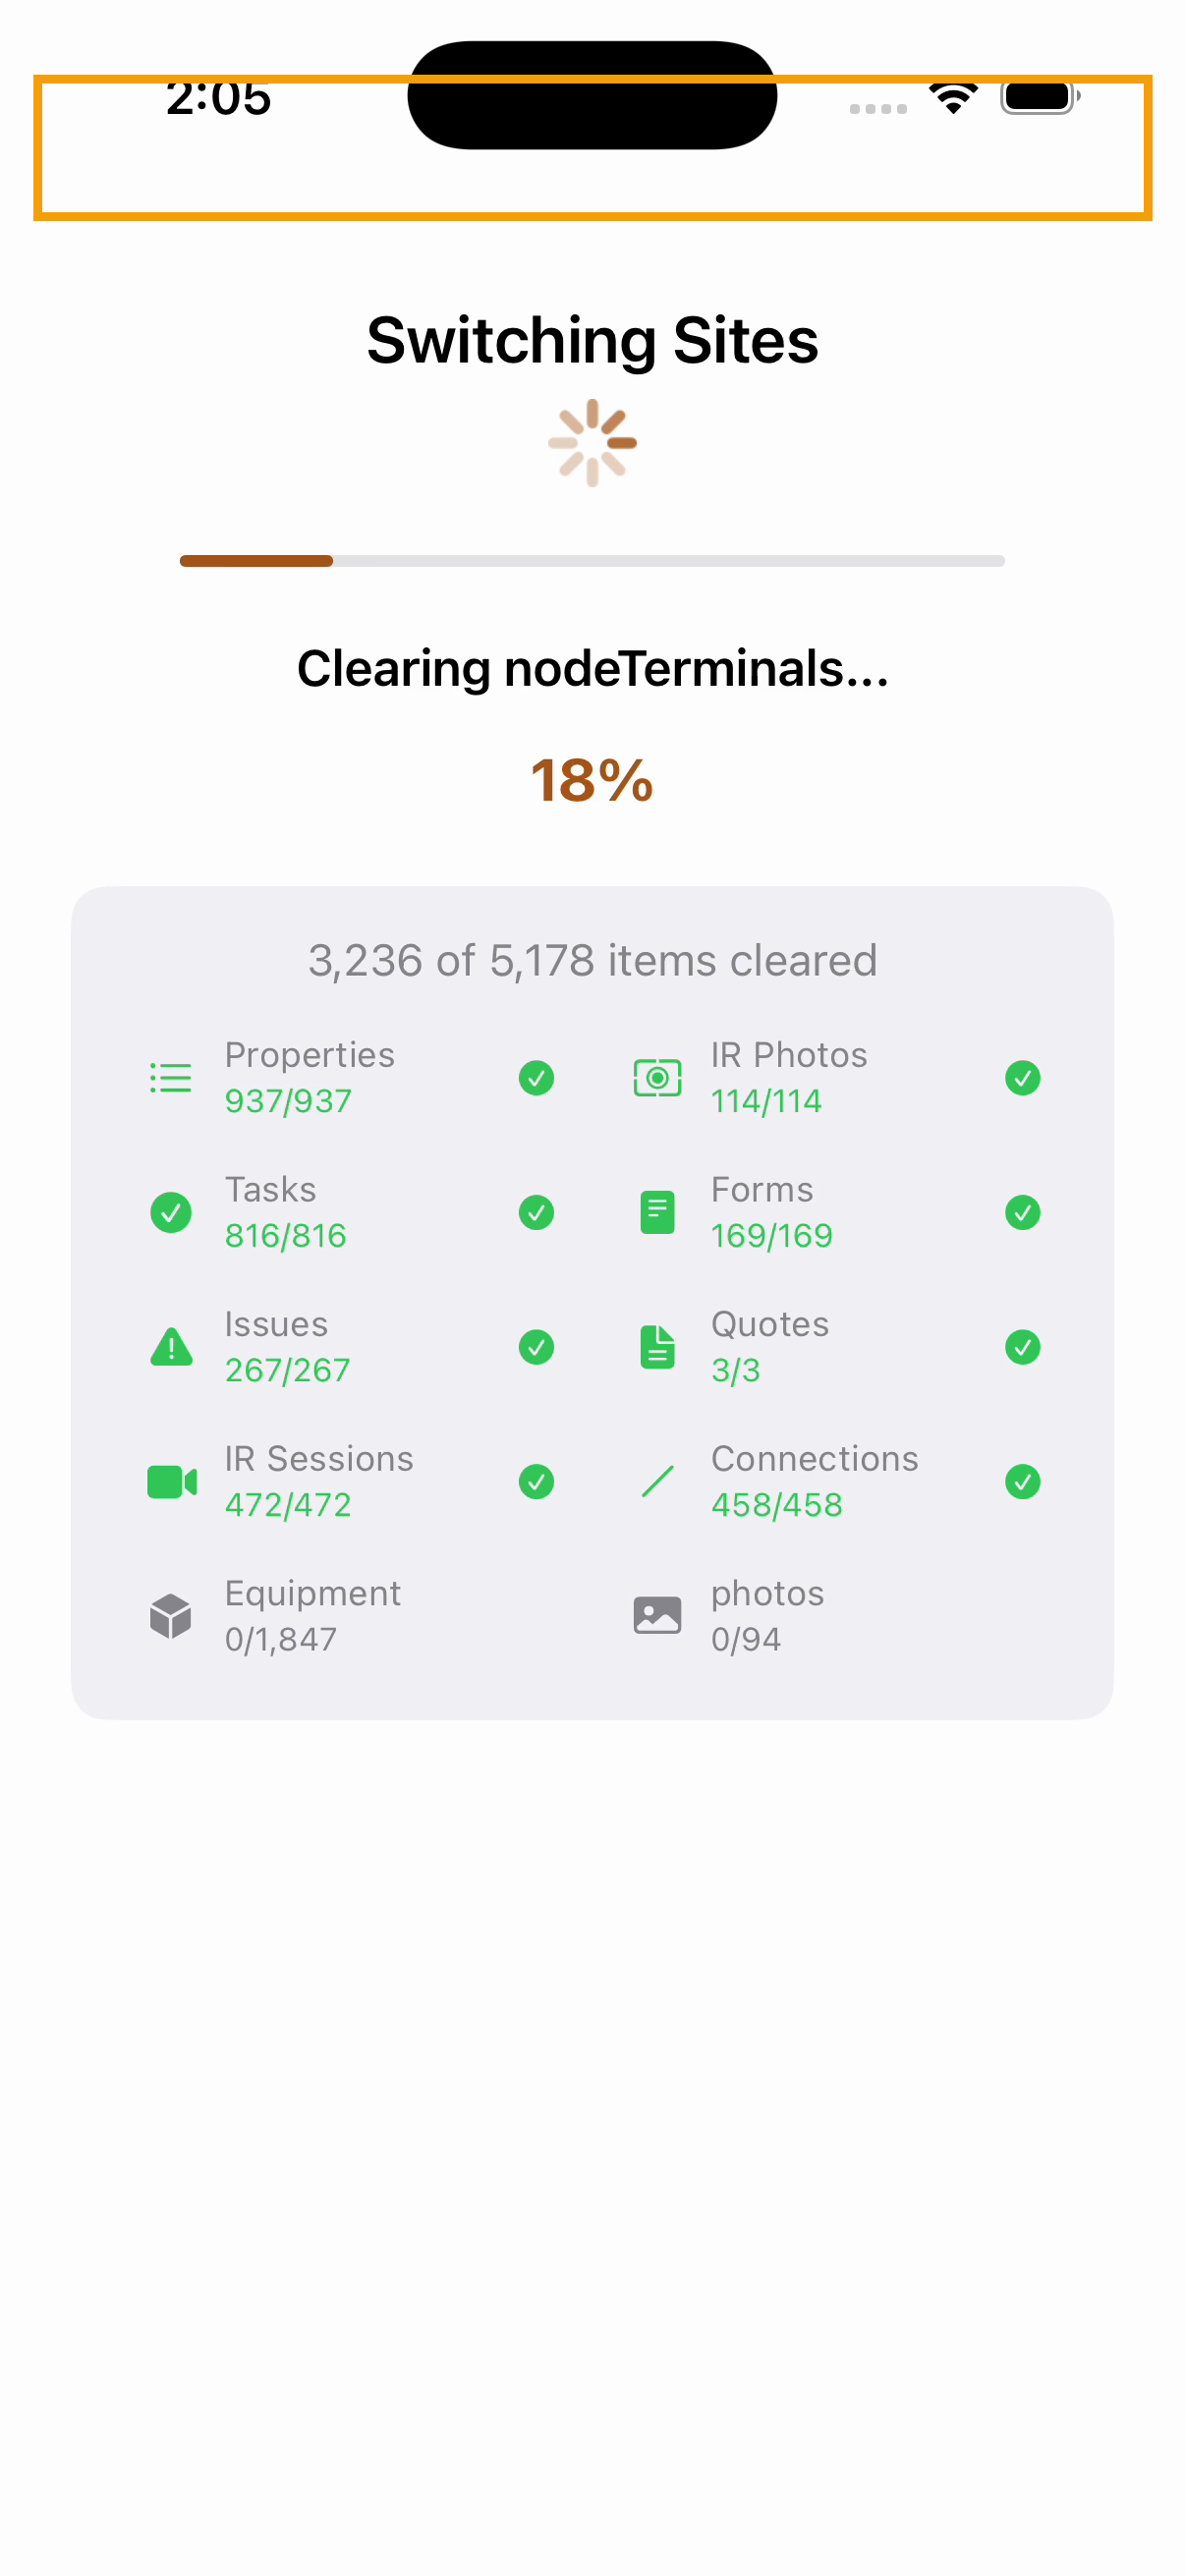 2:05
Switching Sites
Clearing nodeTerminals...
18%
3,236 of 5,178 items cleared
Properties
937/937
IR Photos
114/114
Tasks
816/816
Forms
169/169
Issues
267/267
Quotes
3/3
IR Sessions
472/472
Connections
458/458
Equipment
0/1,847
photos
0/94